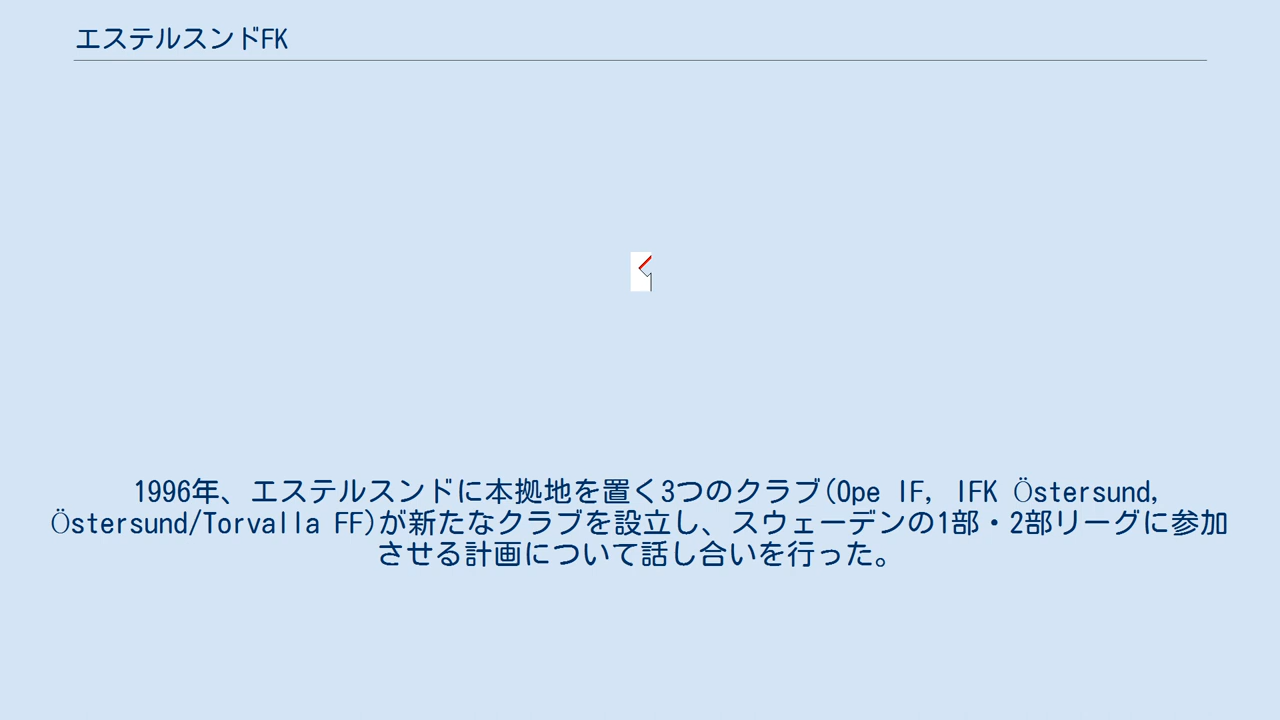 エステルスンドFK
1996年、エステルスンドに本拠地を置く3つのクラブ(Ope IF, IFK Östersund,
Östersund/Torvalla FF)が新たなクラブを設立し、スウェーデンの1部・2部リーグに参加
させる計画について話し合いを行った。